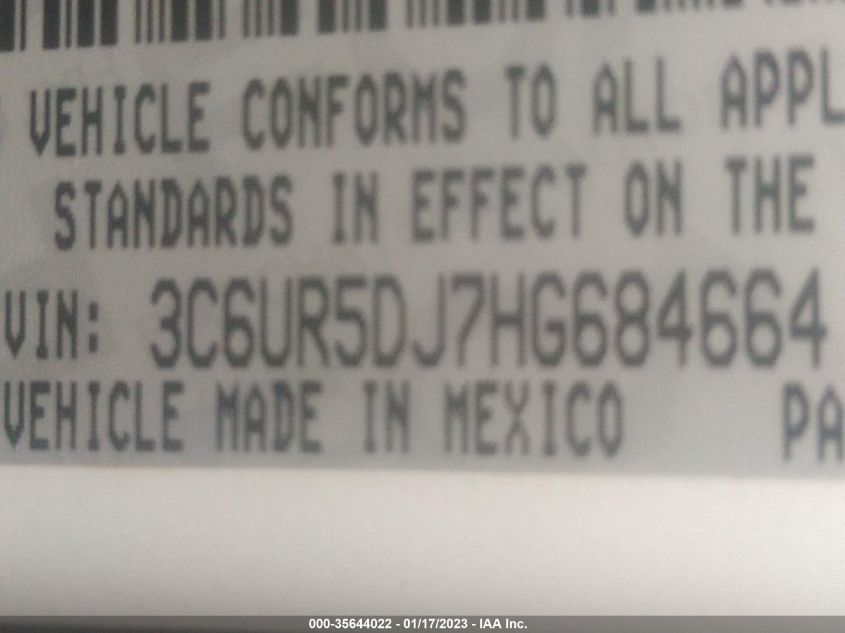 VEHICLE CONFORMS TO ALL APPL
STANDARDS IN EFFECT ON THE
VIN: 3C6UR5DJ7HG684664
VEHICLE MADE IN MEXICO PA
000-35644022 - 01/17/2023 - IAA Inc.